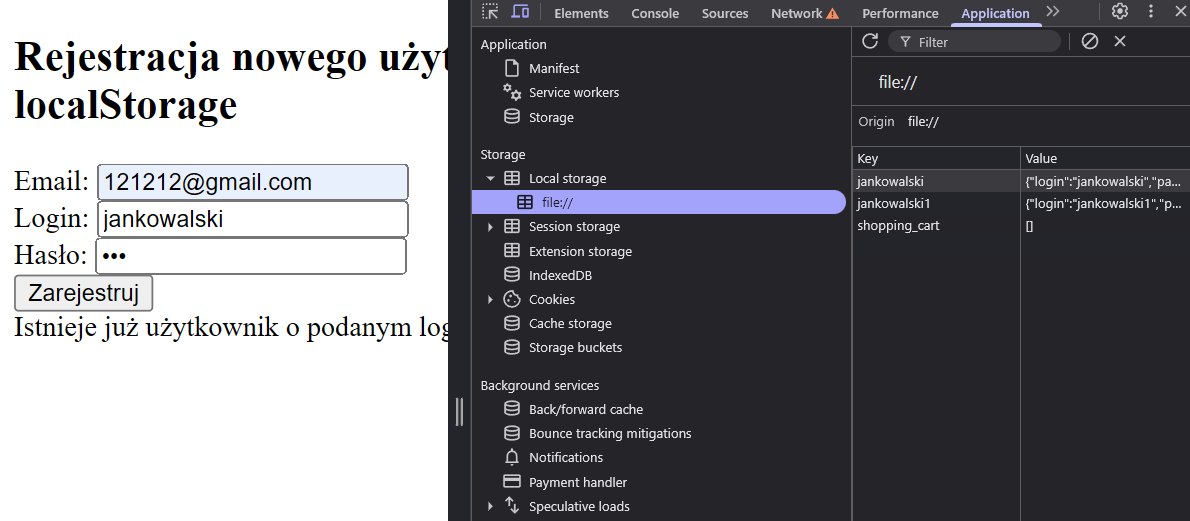 Rejestracja nowego użyt
localStorage
Email: 121212@gmail.com
Login: jankowalski
Hasło: •••
Zarejestruj
Istnieje już użytkownik o podanym log
Elements Console Sources Network Performance Application
Application
Manifest
Service workers
Storage
Storage
Local storage
file://
Session storage
Extension storage
IndexedDB
Cookies
Cache storage
Storage buckets
Background services
Back/forward cache
Bounce tracking mitigations
Notifications
Payment handler
Speculative loads
Filter
file://
Origin file://
Key Value
jankowalski {"login":"jankowalski","pa...
jankowalski1 {"login":"jankowalski1","p...
shopping_cart []